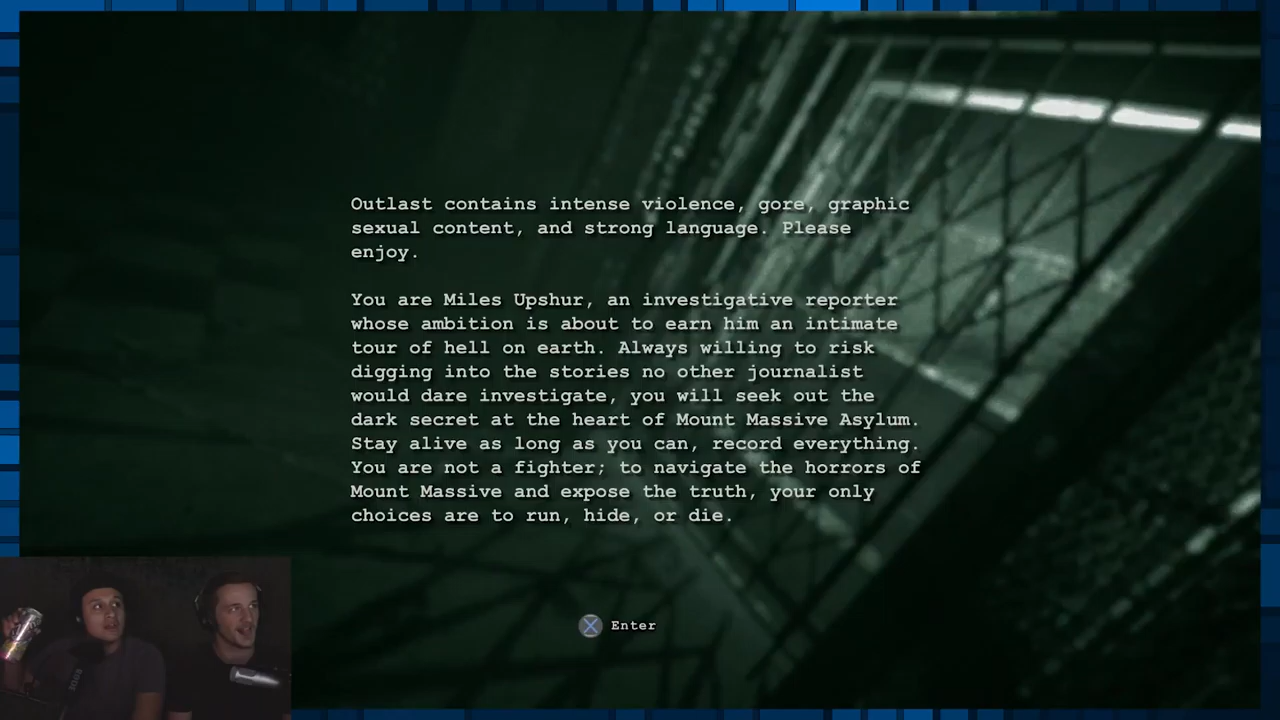 Outlast contains intense violence, gore, graphic
sexual content, and strong language. Please
enjoy.
You are Miles Upshur, an investigative reporter
whose ambition is about to earn him an intimate
tour of hell on earth. Always willing to risk
digging into the stories no other journalist
would dare investigate, you will seek out the
dark secret at the heart of Mount Massive Asylum.
Stay alive as long as you can, record everything.
You are not a fighter; to navigate the horrors of
Mount Massive and expose the truth, your only
choices are to run, hide, or die.
Enter